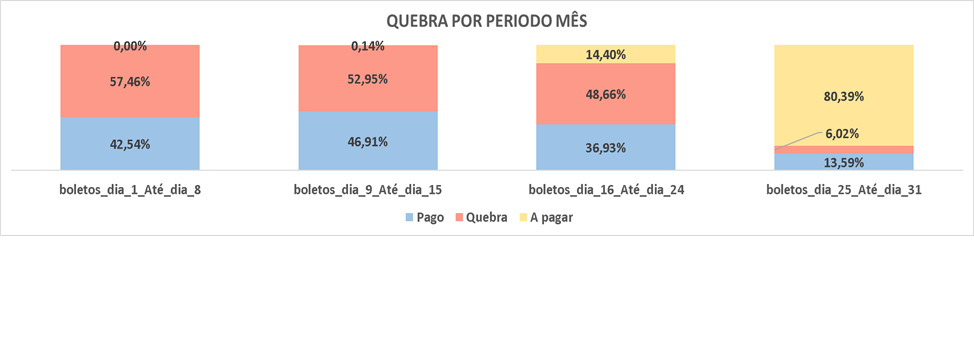 QUEBRA POR PERIODO MÊS
0,00%
57,46%
42,54%
0,14%
52,95%
46,91%
14,40%
48,66%
36,93%
80,39%
6,02%
13,59%
boletos_dia_1_Até_dia_8
boletos_dia_9_Até_dia_15
boletos_dia_16_Até_dia_24
boletos_dia_25_Até_dia_31
Pago Quebra A pagar